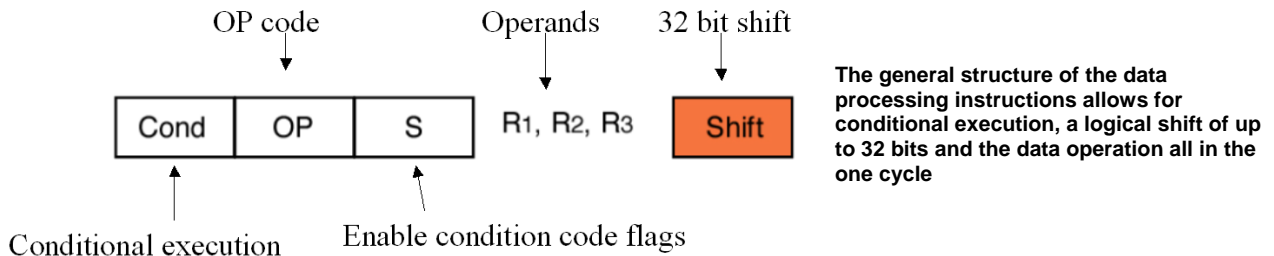 OP code
Operands
32 bit shift
Cond
OP
S
R1, R2, R3
Shift
The general structure of the data
processing instructions allows for
conditional execution, a logical shift of up
to 32 bits and the data operation all in the
one cycle
Conditional execution
Enable condition code flags